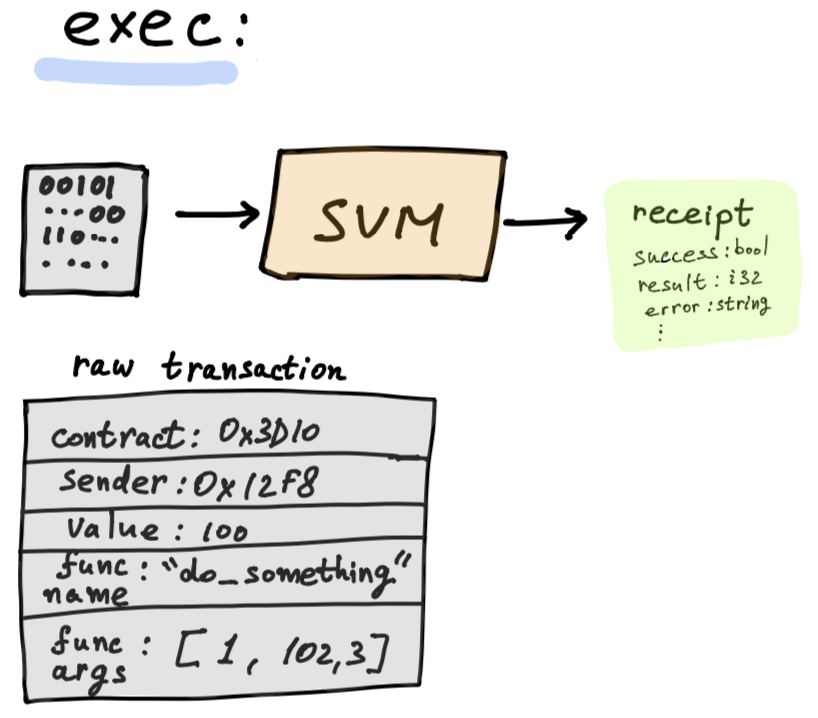 exec:
00101
...00
110...
....
SVM
receipt
success:bool
result: i32
error:string
⋮
raw transaction
contract: 0x3D10
Sender:0x12F8
Value: 100
func name: "do_something"
func args: [1, 102,3]